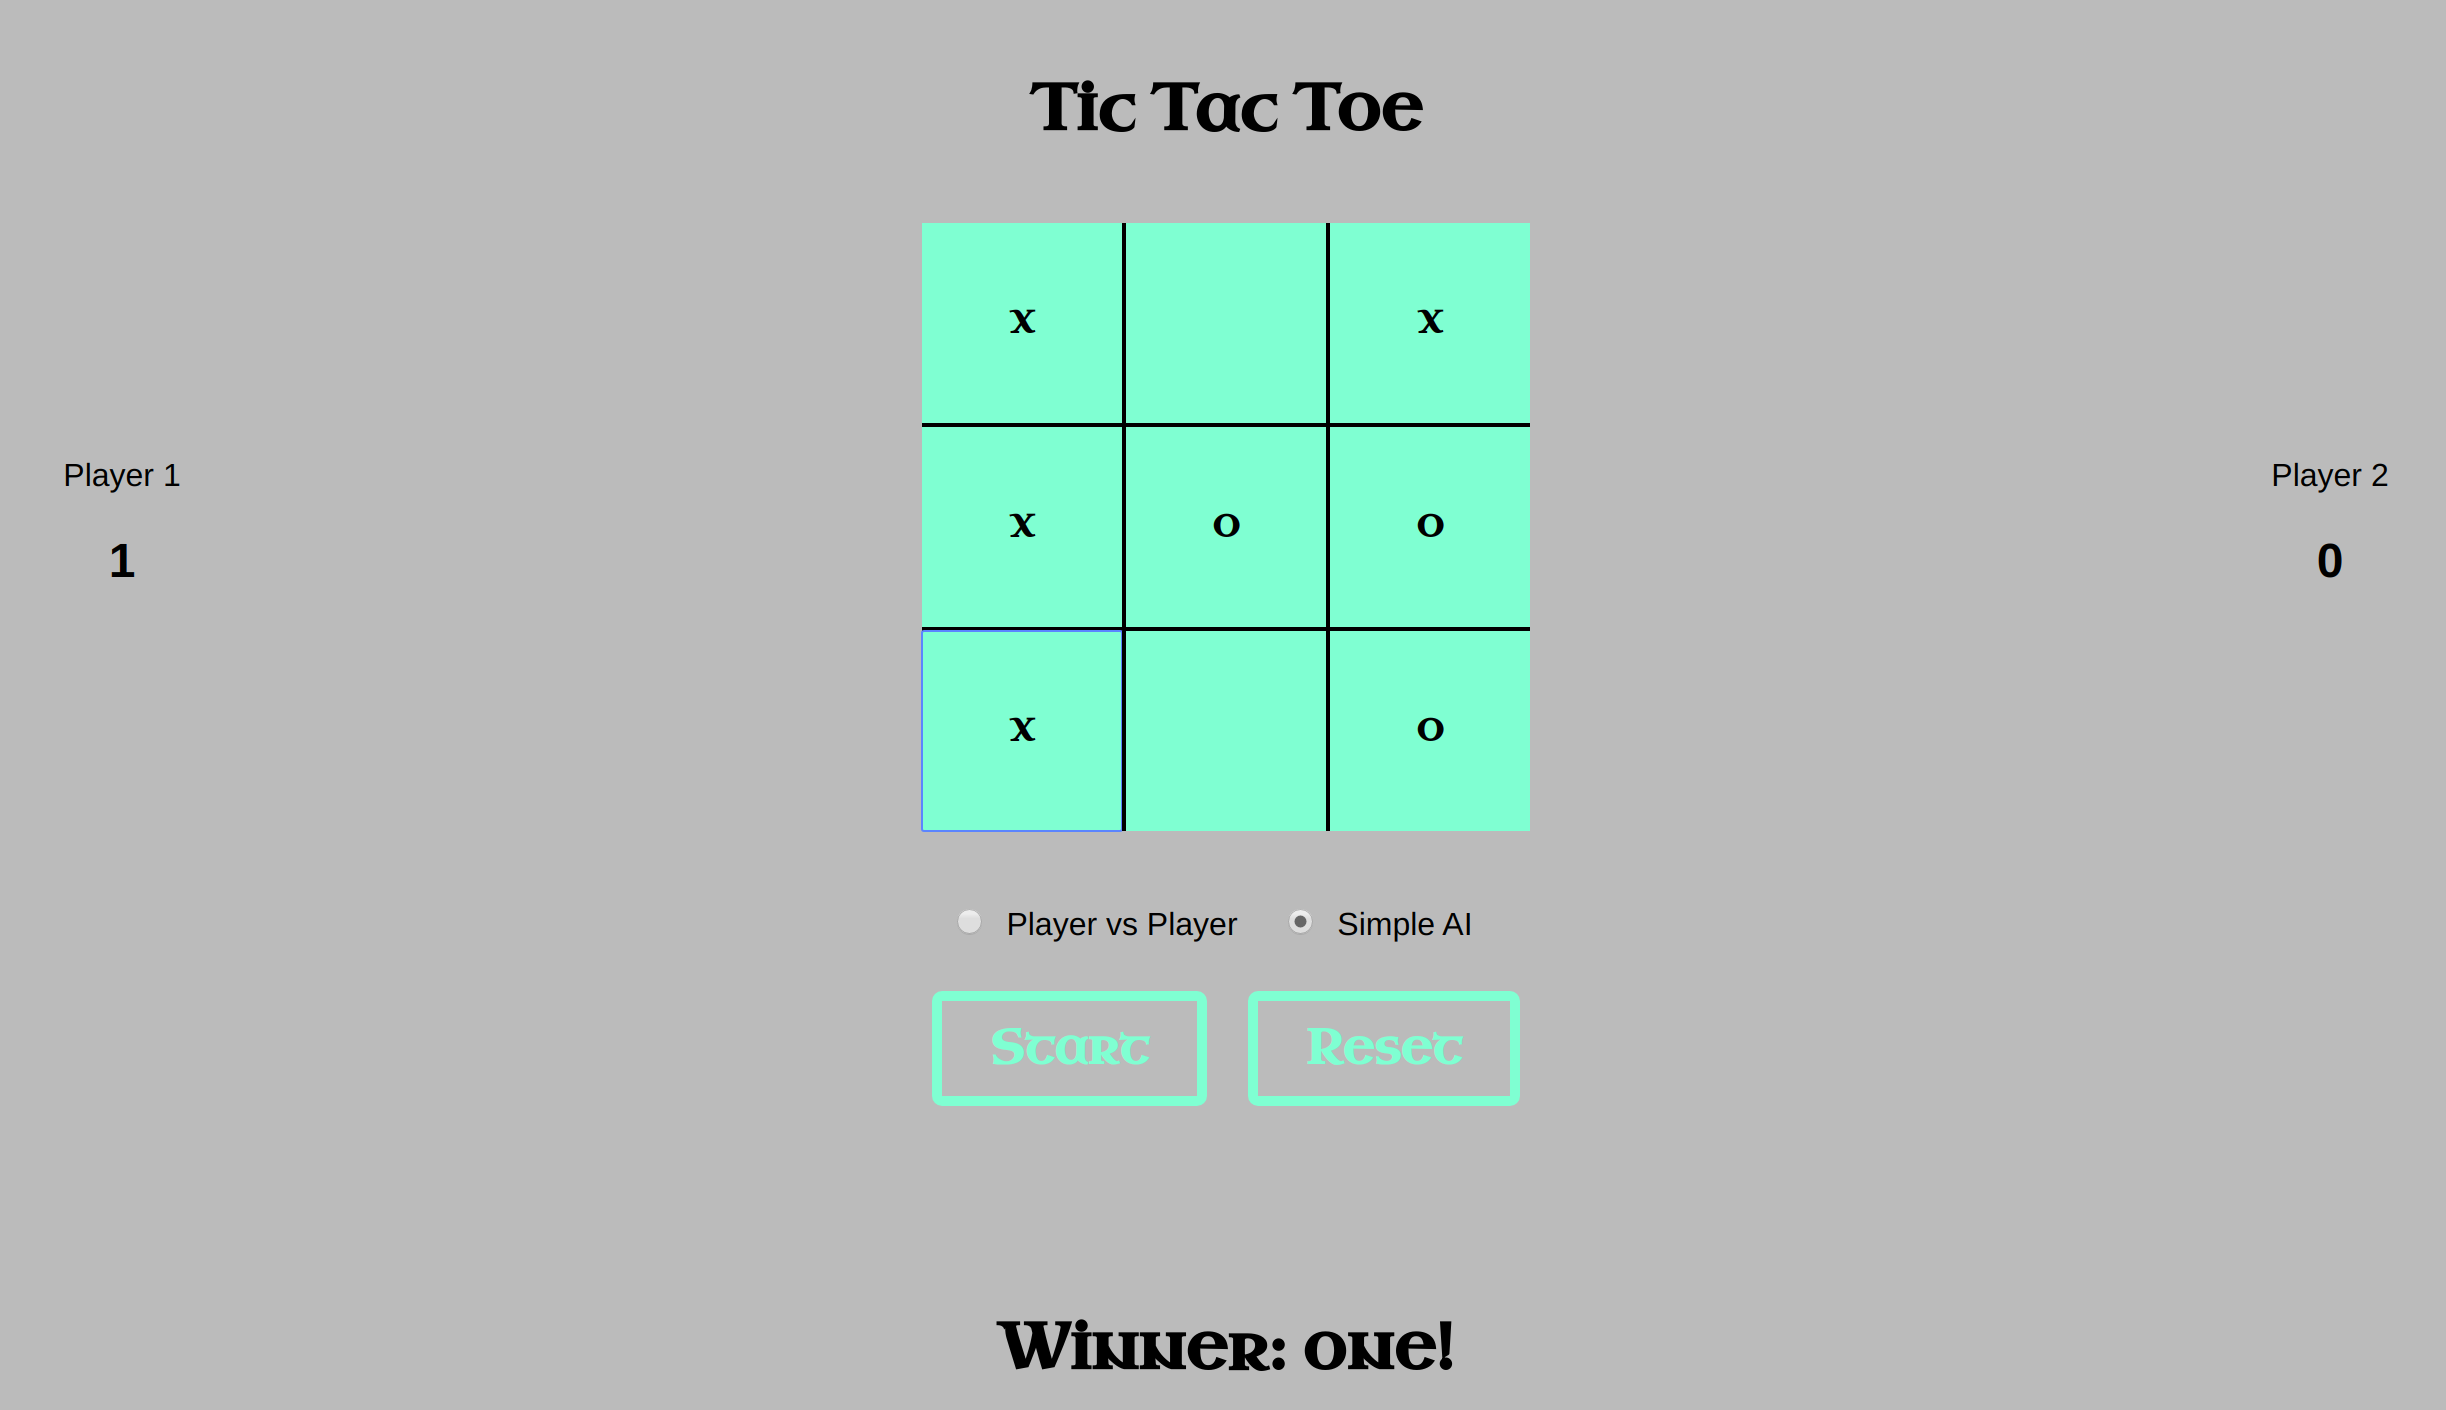 Tic Tac Toe
x x
Player 1 Player 2
x o o
1 0
x o
Player vs Player Simple AI
Start Reset
Winner: one!